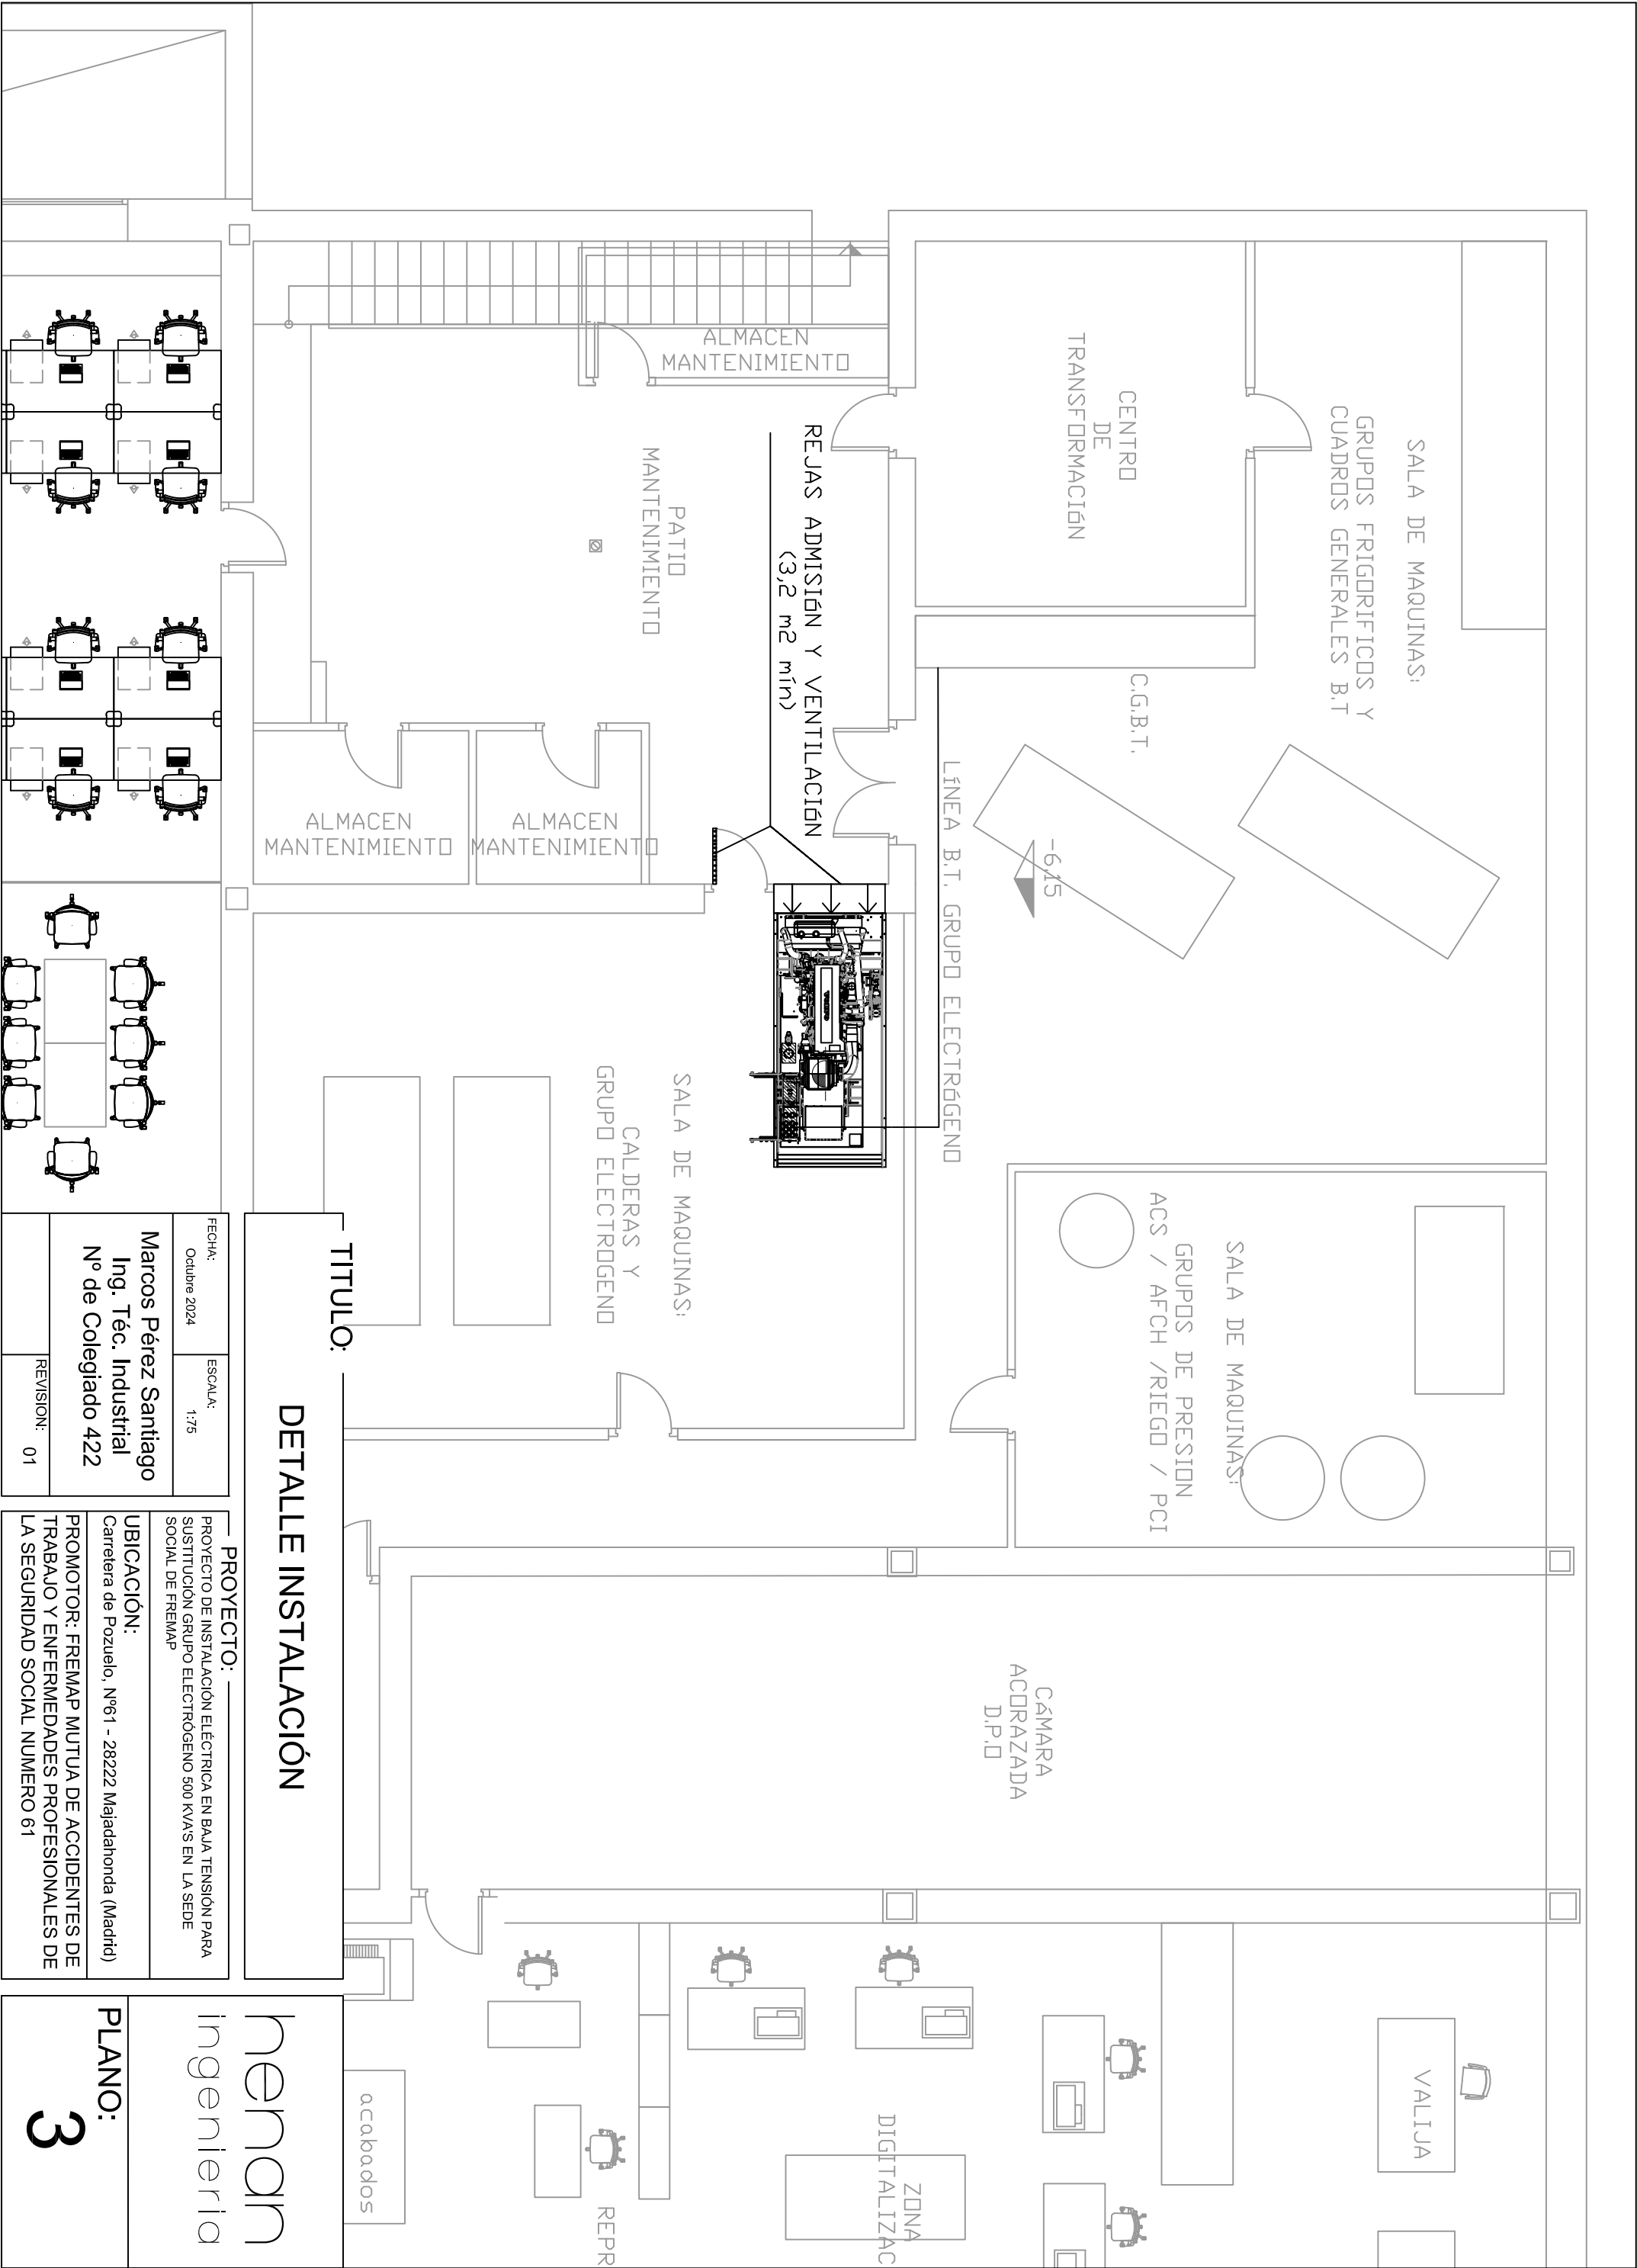 SALA DE MAQUINAS:
GRUPOS FRIGORIFICOS Y
CUADROS GENERALES B.T
CENTRO
DE
TRANSFORMACIÓN
ALMACEN
MANTENIMIENTO
C.G.B.T.
-6,15
LÍNEA B.T. GRUPO ELECTRÓGENO
REJAS ADMISIÓN Y VENTILACIÓN
(3,2 m2 mín)
PATIO
MANTENIMIENTO
ALMACEN
MANTENIMIENTO
ALMACEN
MANTENIMIENTO
SALA DE MAQUINAS:
CALDERAS Y
GRUPO ELECTROGENO
SALA DE MAQUINAS:
GRUPOS DE PRESION
ACS / AFCH /RIEGO / PCI
CÁMARA
ACORAZADA
D.P.O
VALIJA
ZONA
DIGITALIZAC
REPR
acabados
TITULO:
DETALLE INSTALACIÓN
FECHA:
Octubre 2024
ESCALA:
1:75
Marcos Pérez Santiago
Ing. Téc. Industrial
Nº de Colegiado 422
REVISION: 01
PROYECTO:
PROYECTO DE INSTALACIÓN ELÉCTRICA EN BAJA TENSIÓN PARA
SUSTITUCIÓN GRUPO ELECTRÓGENO 500 KVA'S EN LA SEDE
SOCIAL DE FREMAP
UBICACIÓN:
Carretera de Pozuelo, Nº61 - 28222 Majadahonda (Madrid)
PROMOTOR: FREMAP MUTUA DE ACCIDENTES DE
TRABAJO Y ENFERMEDADES PROFESIONALES DE
LA SEGURIDAD SOCIAL NUMERO 61
henan
ingenieria
PLANO:
3